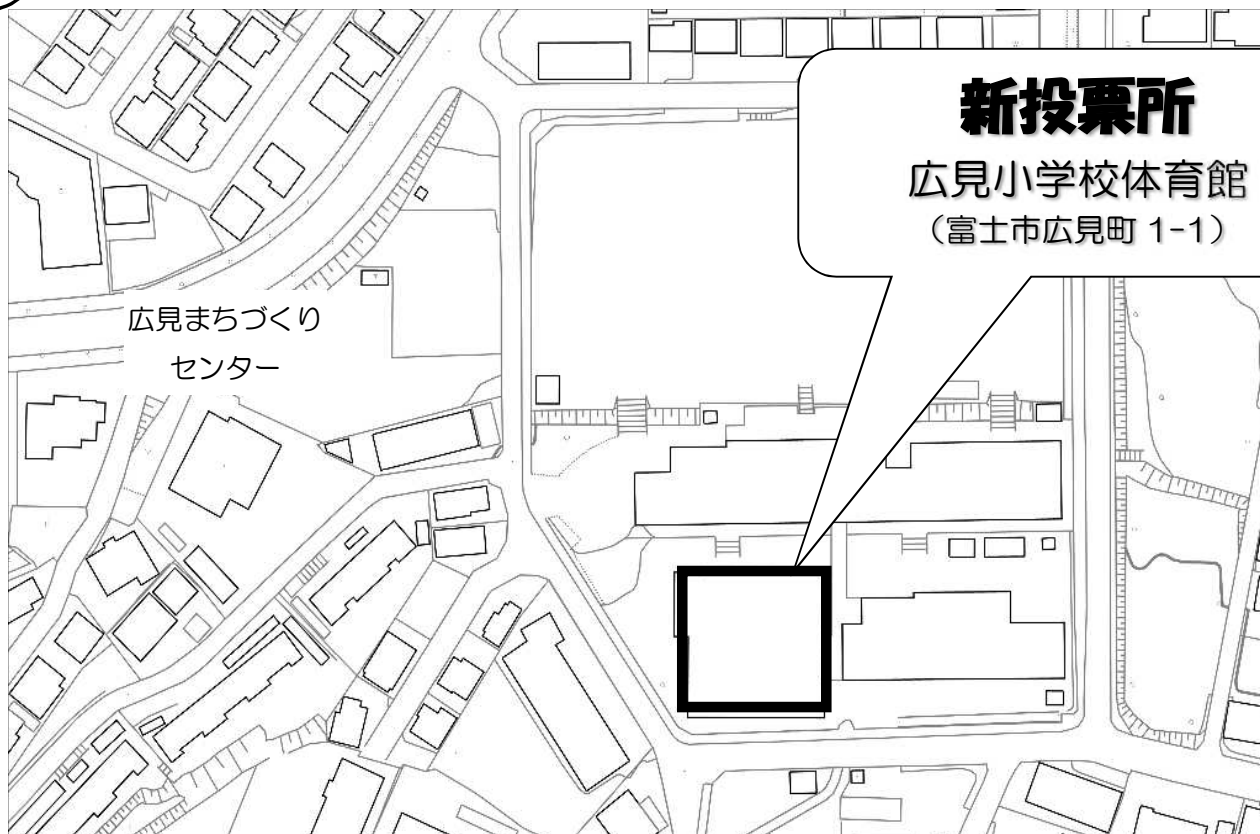 新投票所
広見小学校体育館
（富士市広見町 1-1）
広見まちづくり
センター